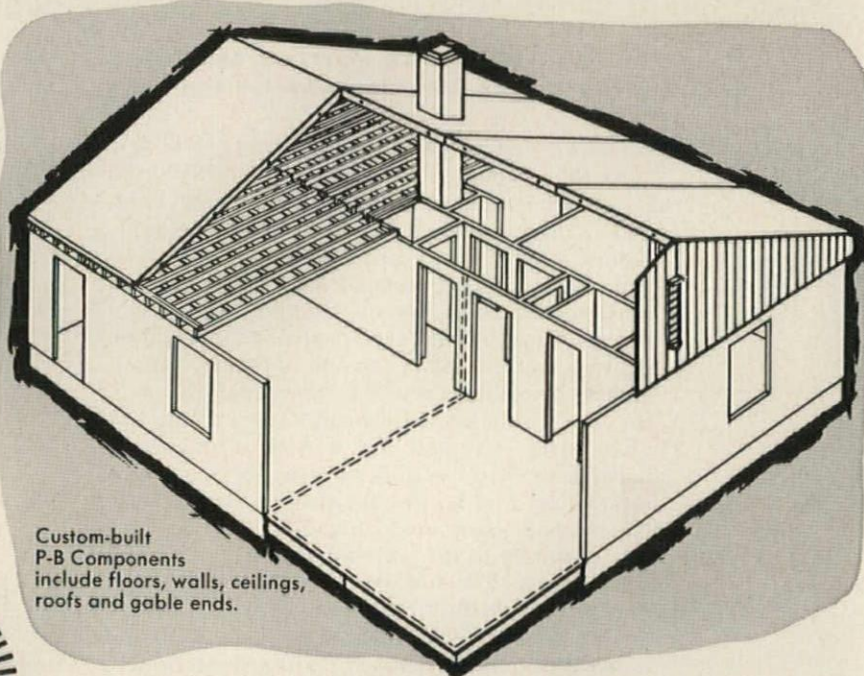 Custom-built
P-B Components
include floors, walls, ceilings,
roofs and gable ends.